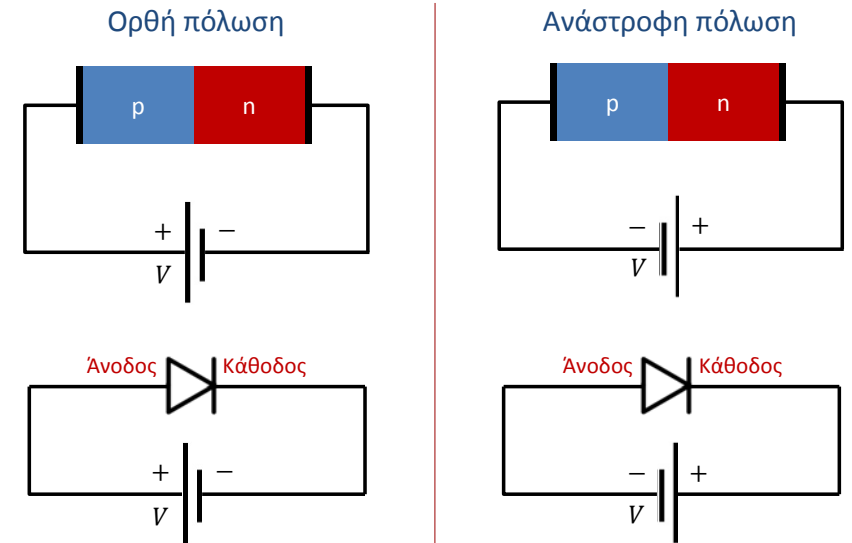 Ορθή πόλωση
p n
+ −
V
Άνοδος Κάθοδος
+ −
V
Ανάστροφη πόλωση
p n
− +
V
Άνοδος Κάθοδος
− +
V